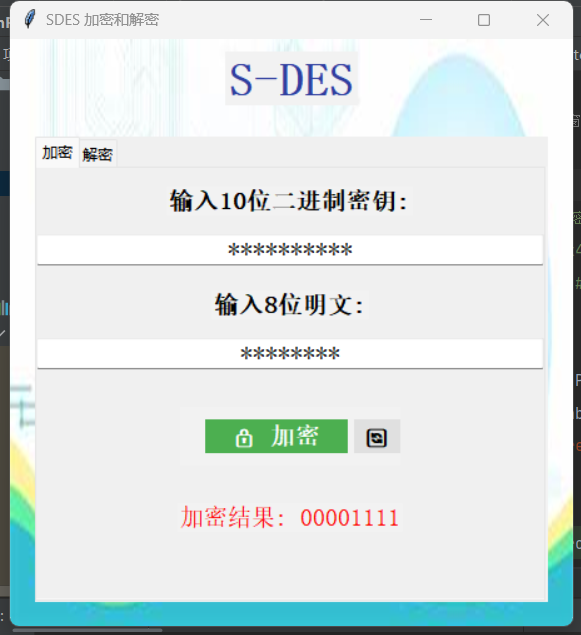 SDES 加密和解密
S-DES
加密 解密
输入10位二进制密钥:
**********
输入8位明文:
********
加密
加密结果: 00001111